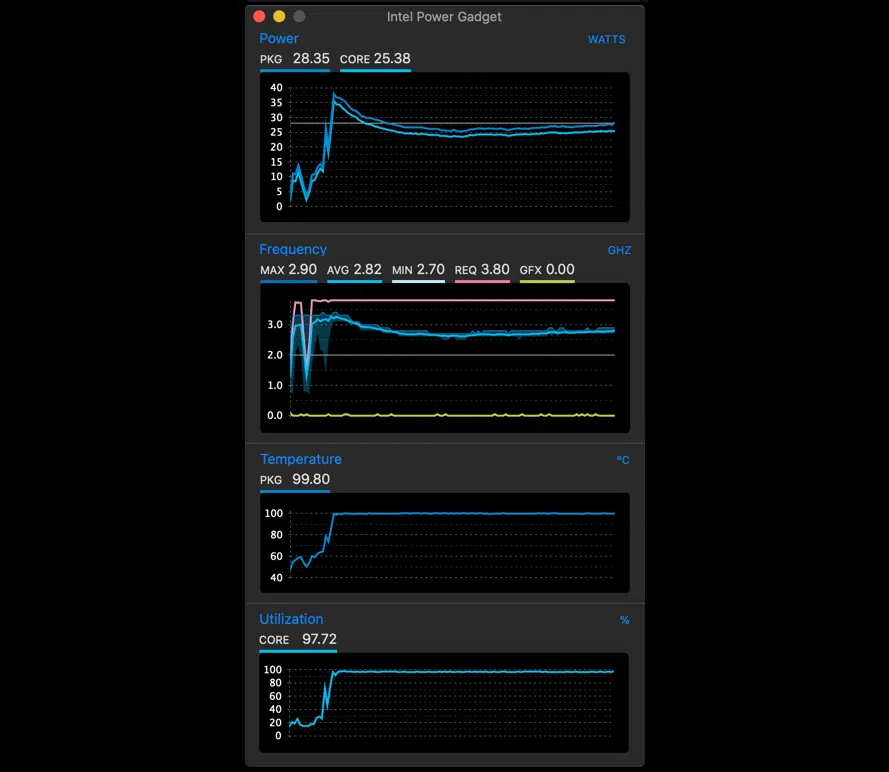 Intel Power Gadget
Power WATTS
PKG 28.35 CORE 25.38
40
35
30
25
20
15
10
5
0
Frequency GHZ
MAX 2.90 AVG 2.82 MIN 2.70 REQ 3.80 GFX 0.00
3.0
2.0
1.0
0.0
Temperature °C
PKG 99.80
100
80
60
40
Utilization %
CORE 97.72
100
80
60
40
20
0